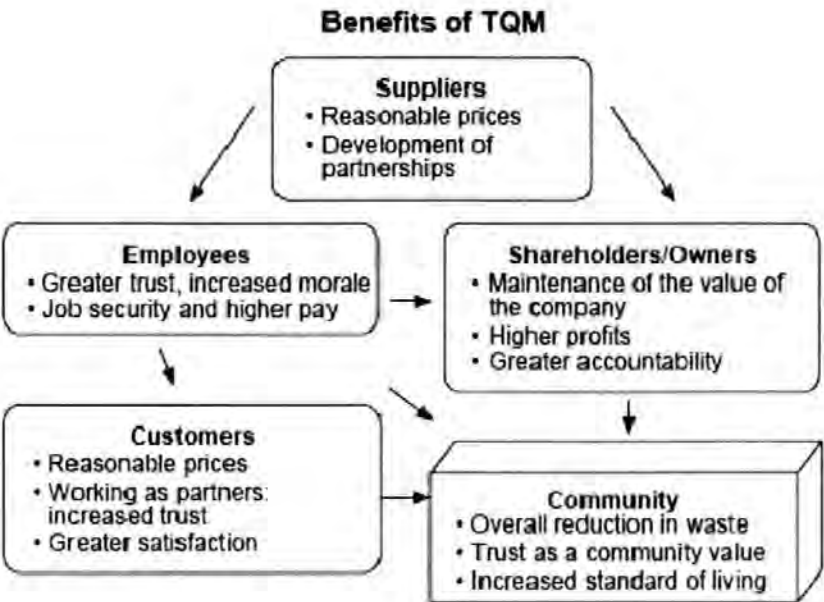 Benefits of TQM
Suppliers
• Reasonable prices
• Development of
partnerships
Employees
• Greater trust, increased morale
• Job security and higher pay
Shareholders/Owners
• Maintenance of the value of
the company
• Higher profits
• Greater accountability
Customers
• Reasonable prices
• Working as partners:
increased trust
• Greater satisfaction
Community
• Overall reduction in waste
• Trust as a community value
• Increased standard of living